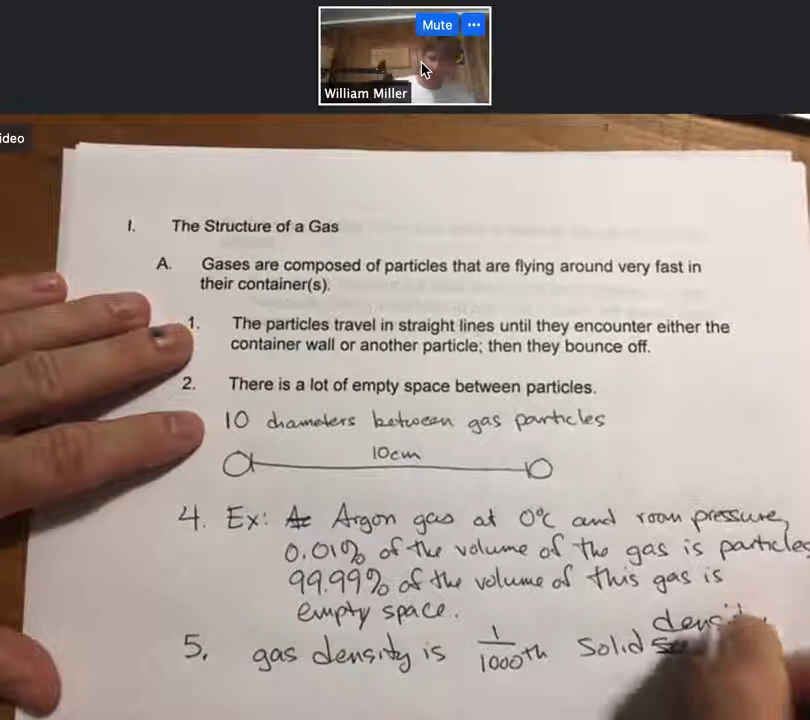 Mute ...
William Miller
ideo
I. The Structure of a Gas
A. Gases are composed of particles that are flying around very fast in
their container(s).
1. The particles travel in straight lines until they encounter either the
container wall or another particle; then they bounce off.
2. There is a lot of empty space between particles.
10 diameters between gas particles
10cm
4. Ex: Argon gas at 0°C and room pressure,
0.01% of the volume of the gas is particles
99.99% of the volume of this gas is
empty space.
density
5. gas density is 1/1000th solid